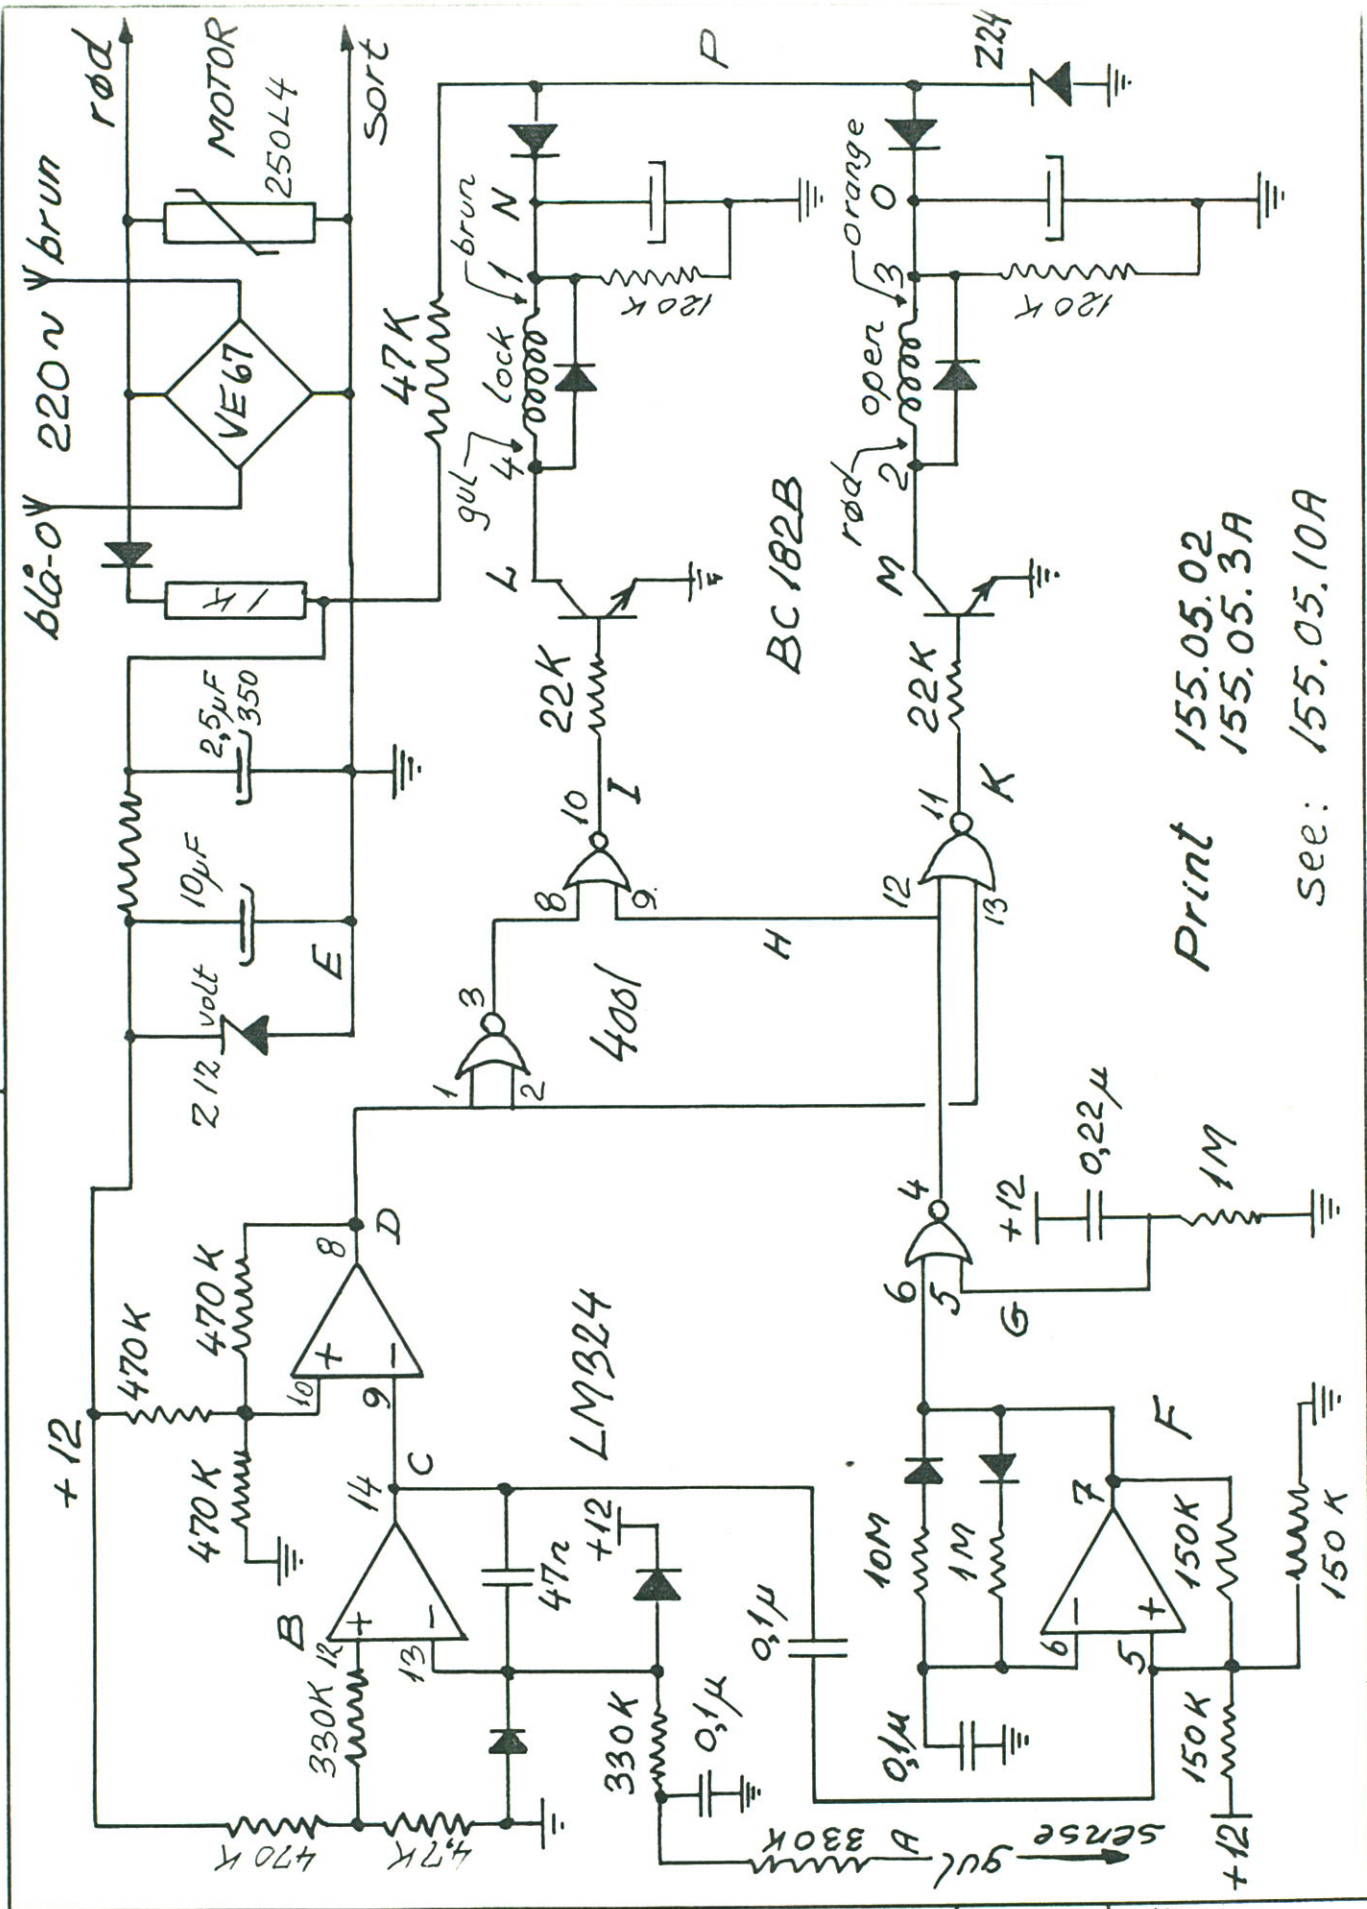 +12
470K
4,7K
330K
B
12
13
+
−
14
C
47n
+12
330K
0,1µ
330K
A
gul
sense
0,1µ
470K
470K
470K
10
9
+
−
8
D
LM324
Z12 volt
10µF
E
2,5µF
350
1K
blå-0
220~
brun
VE67
rød
MOTOR
250L4
sort
47K
1
2
3
4001
8
9.
10
I
22K
L
gul
4
lock
1
brun
N
120K
P
H
BC182B
12
13
11
K
22K
M
rød
2
open
3
orange
O
120K
Z24
10M
1M
0,1µ
6
5
−
+
7
F
150K
150K
+12
150K
6
5
4
G
+12
0,22µ
1M
Print 155.05.02
155.05.3A
see: 155.05.10A